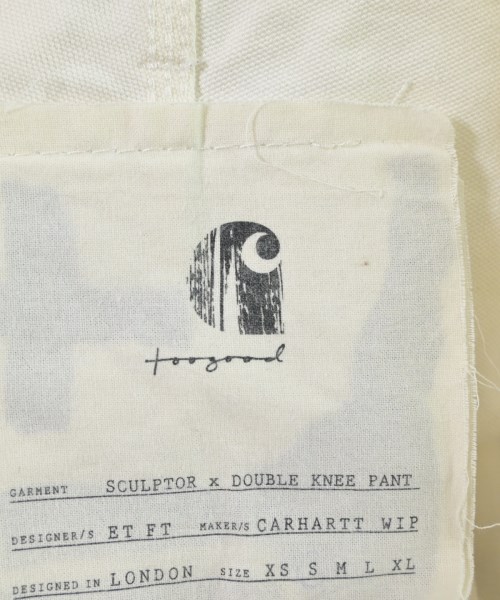 toogood
GARMENT SCULPTOR x DOUBLE KNEE PANT
DESIGNER/S ET FT MAKER/S CARHARTT WIP
DESIGNED IN LONDON SIZE XS S M L XL